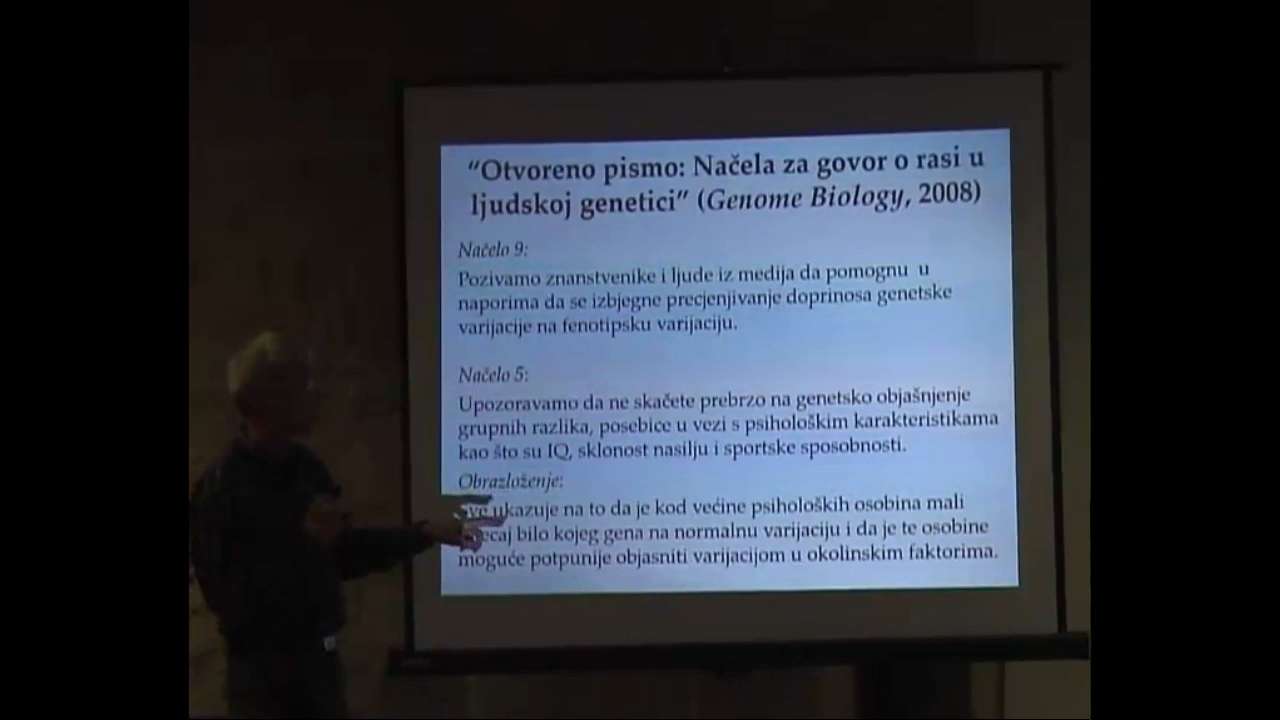 “Otvoreno pismo: Načela za govor o rasi u
ljudskoj genetici” (Genome Biology, 2008)
Načelo 9:
Pozivamo znanstvenike i ljude iz medija da pomognu u
naporima da se izbjegne precjenjivanje doprinosa genetske
varijacije na fenotipsku varijaciju.
Načelo 5:
Upozoravamo da ne skačete prebrzo na genetsko objašnjenje
grupnih razlika, posebice u vezi s psihološkim karakteristikama
kao što su IQ, sklonost nasilju i sportske sposobnosti.
Obrazloženje:
ukazuje na to da je kod većine psiholoških osobina mali
bilo kojeg gena na normalnu varijaciju i da je te osobine
moguće potpunije objasniti varijacijom u okolinskim faktorima.